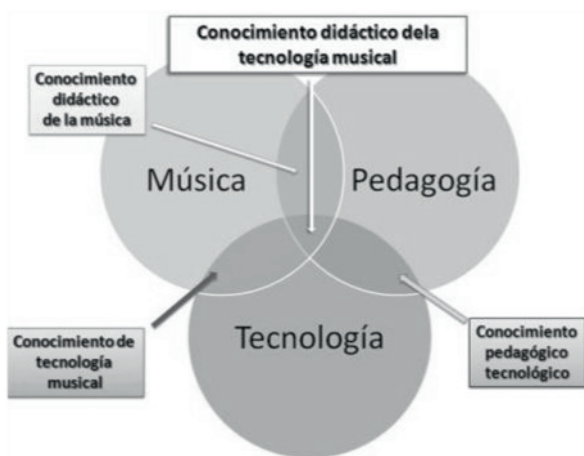 Conocimiento didáctico dela
tecnología musical
Conocimiento
didáctico
de la música
Música
Pedagogía
Tecnología
Conocimiento de
tecnología
musical
Conocimiento
pedagógico
tecnológico